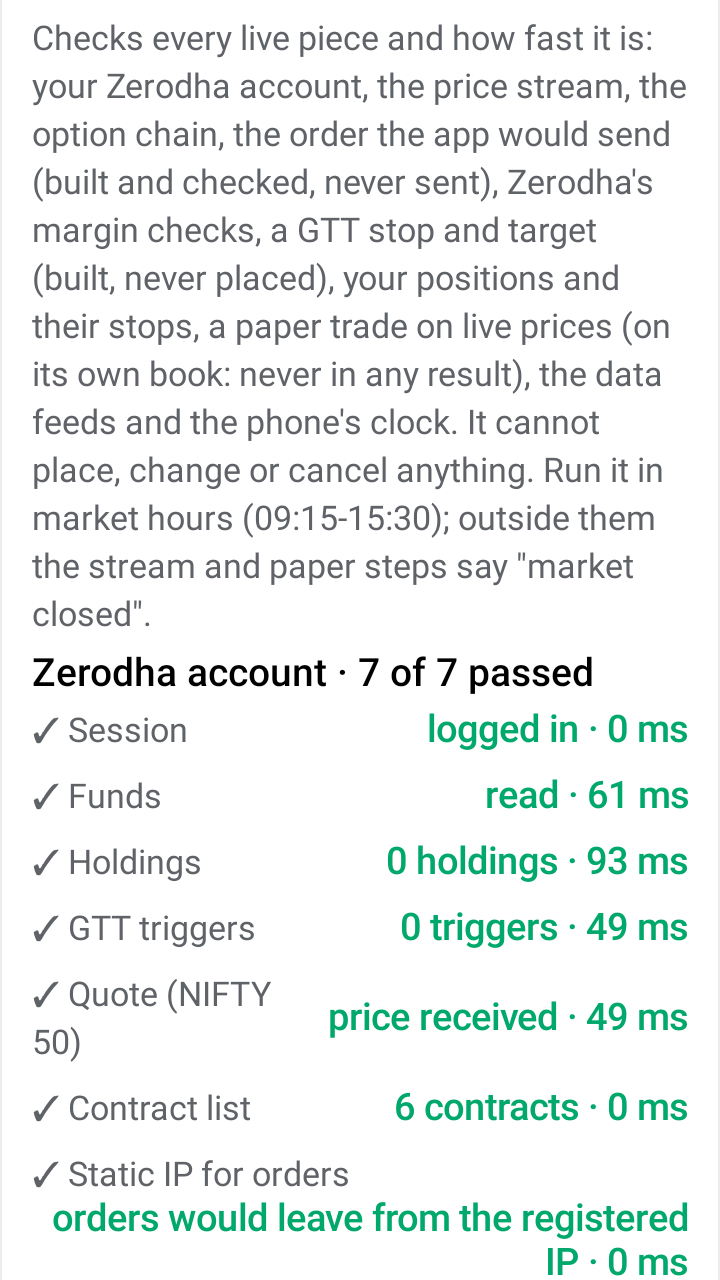 Checks every live piece and how fast it is:
your Zerodha account, the price stream, the
option chain, the order the app would send
(built and checked, never sent), Zerodha's
margin checks, a GTT stop and target
(built, never placed), your positions and
their stops, a paper trade on live prices (on
its own book: never in any result), the data
feeds and the phone's clock. It cannot
place, change or cancel anything. Run it in
market hours (09:15-15:30); outside them
the stream and paper steps say "market
closed".
Zerodha account · 7 of 7 passed
✓ Session logged in · 0 ms
✓ Funds read · 61 ms
✓ Holdings 0 holdings · 93 ms
✓ GTT triggers 0 triggers · 49 ms
✓ Quote (NIFTY
50) price received · 49 ms
✓ Contract list 6 contracts · 0 ms
✓ Static IP for orders
orders would leave from the registered
IP · 0 ms